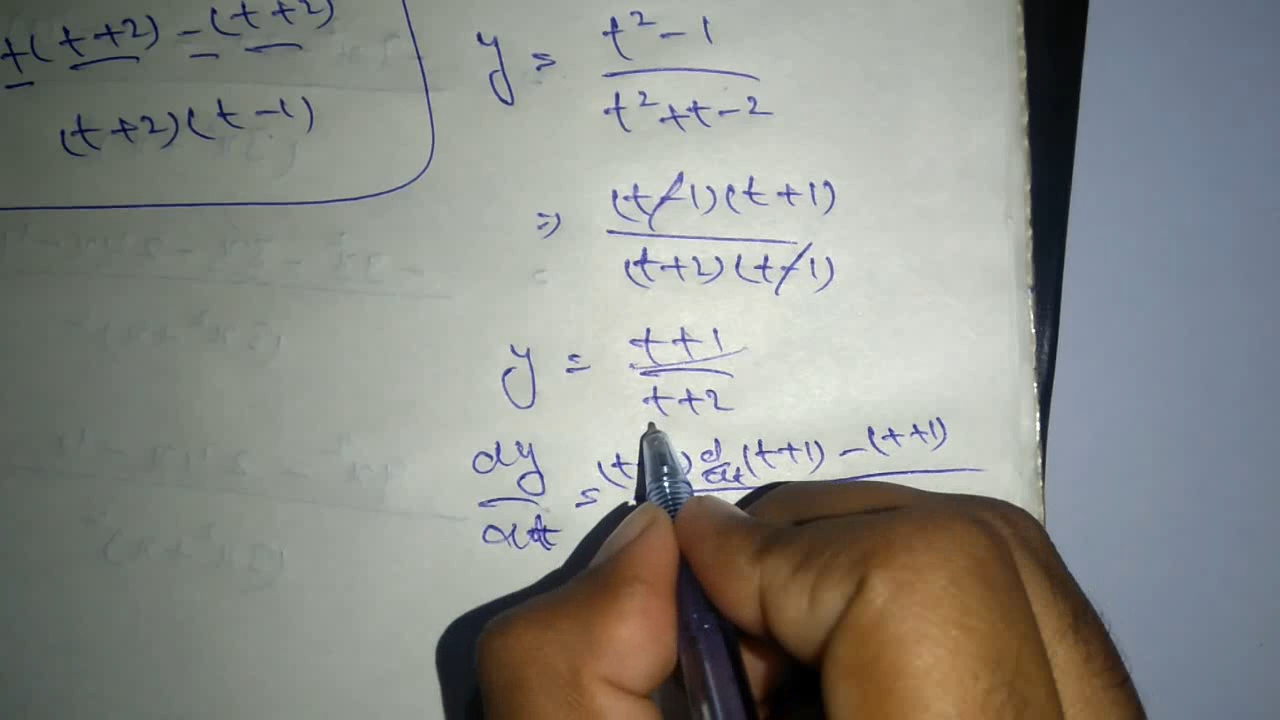 t(t+2) -(t+2)
(t+2)(t-1)
y = t²-1
t²+t-2
⇒ (t-1)(t+1)
(t+2)(t-1)
y = t+1
t+2
dy = (t d (t+1) -(t+1)
dt dt